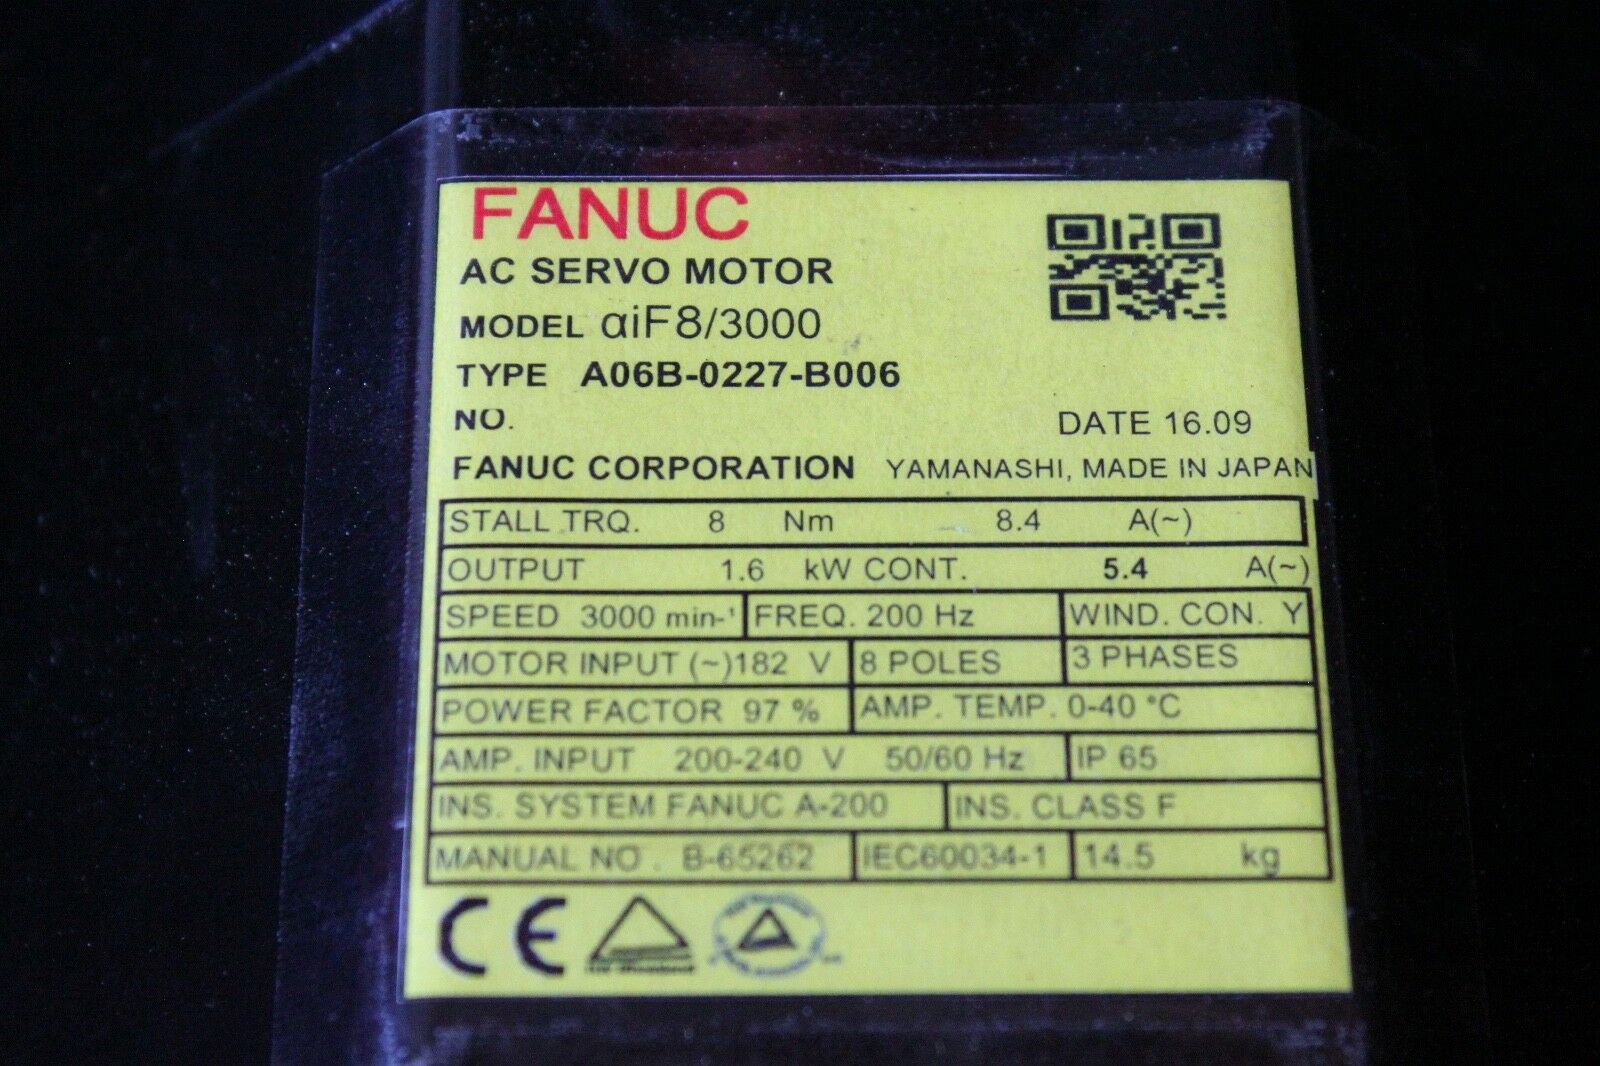 FANUC
AC SERVO MOTOR
MODEL αiF8/3000
TYPE A06B-0227-B006
NO. DATE 16.09
FANUC CORPORATION YAMANASHI, MADE IN JAPAN
STALL TRQ. 8 Nm 8.4 A(~)
OUTPUT 1.6 kW CONT. 5.4 A(~)
SPEED 3000 min-¹ FREQ. 200 Hz WIND. CON. Y
MOTOR INPUT (~)182 V 8 POLES 3 PHASES
POWER FACTOR 97 % AMP. TEMP. 0-40 °C
AMP. INPUT 200-240 V 50/60 Hz IP 65
INS. SYSTEM FANUC A-200 INS. CLASS F
MANUAL NO. B-65262 IEC60034-1 14.5 kg
CE